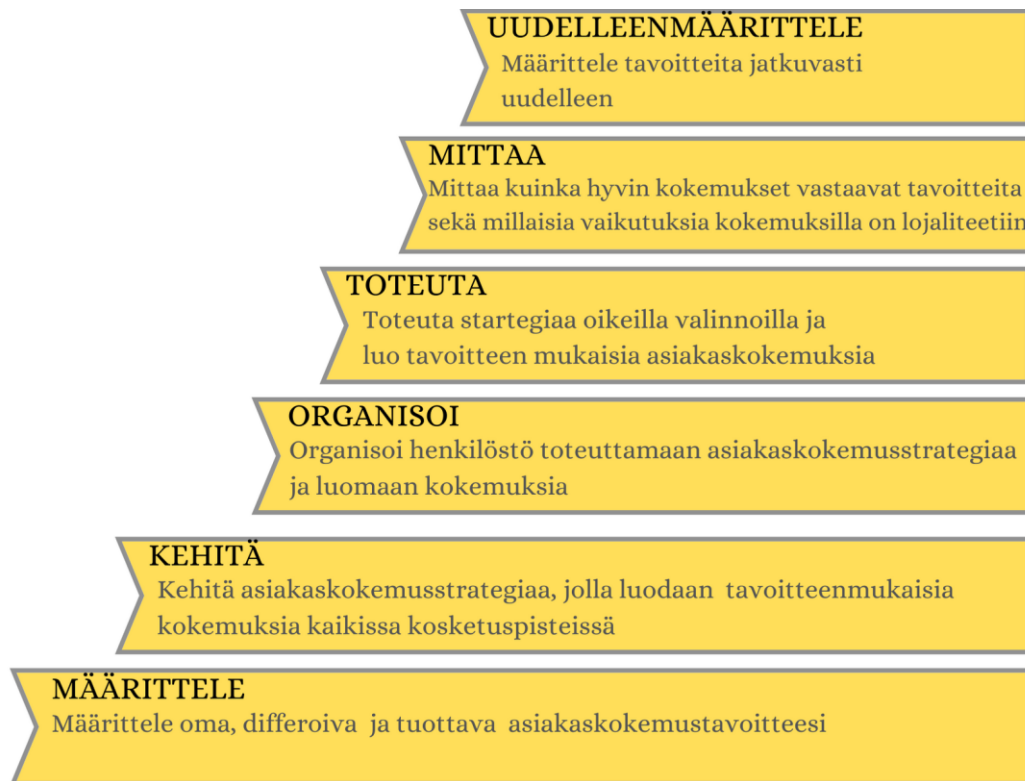 UUDELLEENMÄÄRITTELE
Määrittele tavoitteita jatkuvasti
uudelleen
MITTAA
Mittaa kuinka hyvin kokemukset vastaavat tavoitteita
sekä millaisia vaikutuksia kokemuksilla on lojaliteetiin
TOTEUTA
Toteuta startegiaa oikeilla valinnoilla ja
luo tavoitteen mukaisia asiakaskokemuksia
ORGANISOI
Organisoi henkilöstö toteuttamaan asiakaskokemusstrategiaa
ja luomaan kokemuksia
KEHITÄ
Kehitä asiakaskokemusstrategiaa, jolla luodaan tavoitteenmukaisia
kokemuksia kaikissa kosketuspisteissä
MÄÄRITTELE
Määrittele oma, differoiva ja tuottava asiakaskokemustavoitteesi